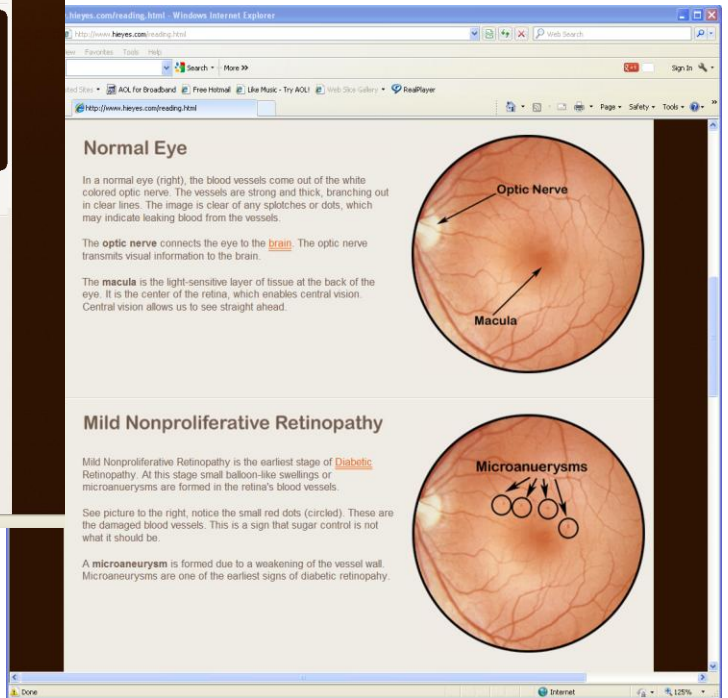 .hieyes.com/reading.html - Windows Internet Explorer
http://www.hieyes.com/reading.html
Web Search
View Favorites Tools Help
Search More »
Sign In
Sites AOL for Broadband Free Hotmail Like Music - Try AOL! Web Slice Gallery RealPlayer
http://www.hieyes.com/reading.html
Page Safety Tools »
Normal Eye
In a normal eye (right), the blood vessels come out of the white
colored optic nerve. The vessels are strong and thick, branching out
in clear lines. The image is clear of any splotches or dots, which
may indicate leaking blood from the vessels.
The optic nerve connects the eye to the brain. The optic nerve
transmits visual information to the brain.
The macula is the light-sensitive layer of tissue at the back of the
eye. It is the center of the retina, which enables central vision.
Central vision allows us to see straight ahead.
Optic Nerve
Macula
Mild Nonproliferative Retinopathy
Mild Nonproliferative Retinopathy is the earliest stage of Diabetic
Retinopathy. At this stage small balloon-like swellings or
microanuerysms are formed in the retina's blood vessels.
See picture to the right, notice the small red dots (circled). These are
the damaged blood vessels. This is a sign that sugar control is not
what it should be.
A microaneurysm is formed due to a weakening of the vessel wall.
Microaneurysms are one of the earliest signs of diabetic retinopahy.
Microanuerysms
Done
Internet
125%